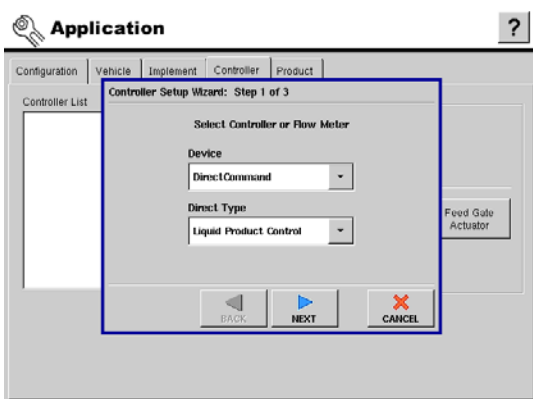 Application
?
Configuration Vehicle Implement Controller Product
Controller List
Controller Setup Wizard: Step 1 of 3
Select Controller or Flow Meter
Device
DirectCommand
Direct Type
Liquid Product Control
Feed Gate
Actuator
BACK NEXT CANCEL